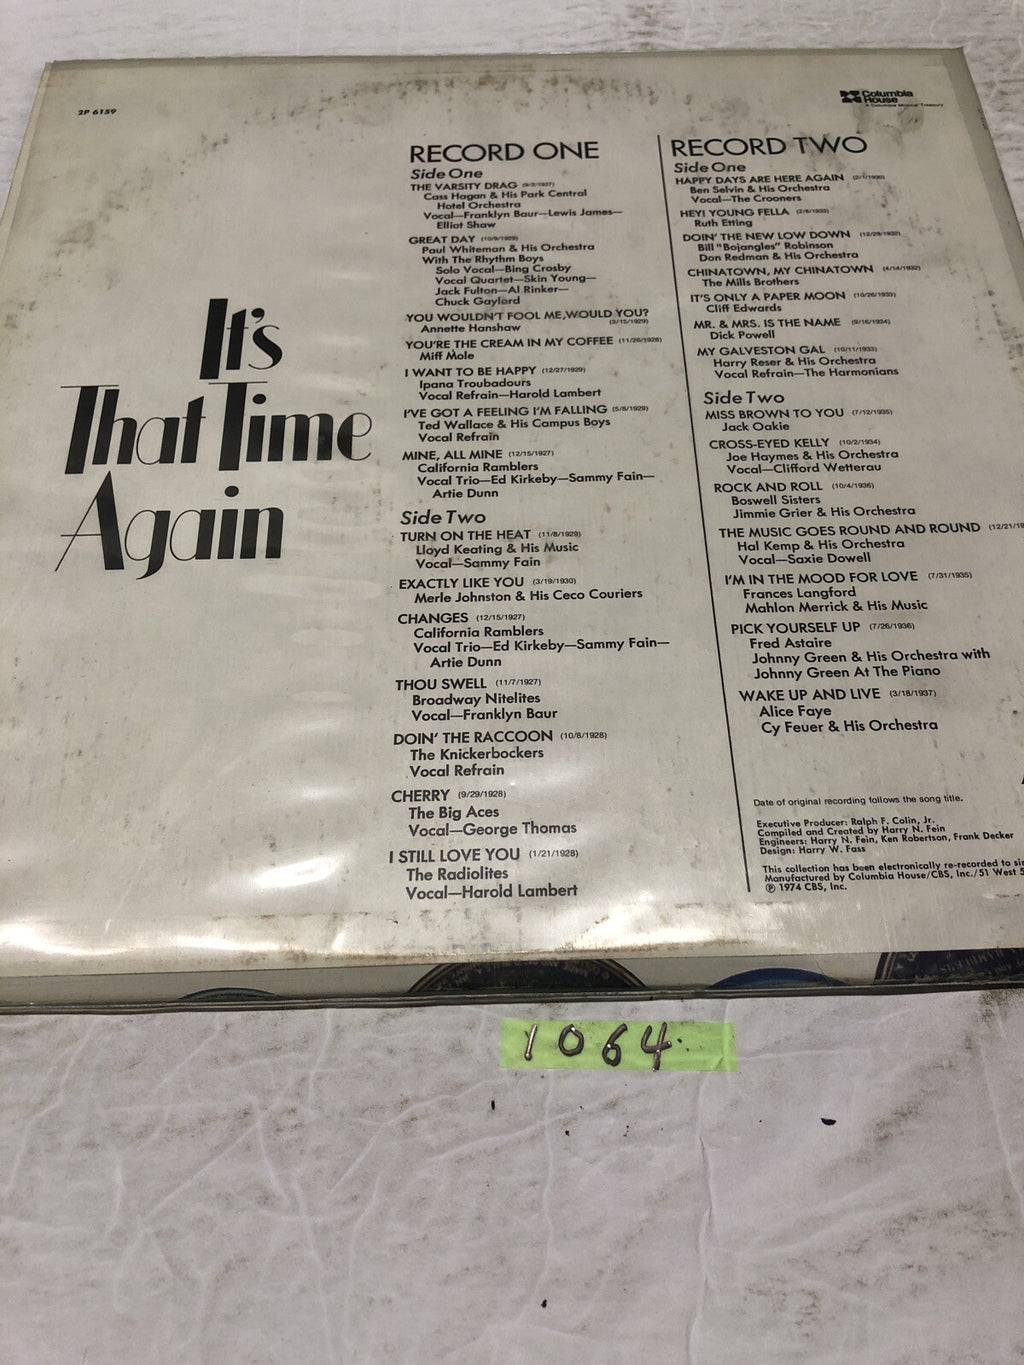 2P 6159
Columbia
House
A Columbia Musical Treasury
It's
That Time
Again
RECORD ONE
Side One
THE VARSITY DRAG (9/2/1927)
Cass Hagan & His Park Central
Hotel Orchestra
Vocal—Franklyn Baur—Lewis James—
Elliot Shaw
GREAT DAY (10/9/1929)
Paul Whiteman & His Orchestra
With The Rhythm Boys
Solo Vocal—Bing Crosby
Vocal Quartet—Skin Young—
Jack Fulton—Al Rinker—
Chuck Gaylord
YOU WOULDN'T FOOL ME, WOULD YOU?
(3/15/1929)
Annette Hanshaw
YOU'RE THE CREAM IN MY COFFEE (11/26/1928)
Miff Mole
I WANT TO BE HAPPY (12/27/1929)
Ipana Troubadours
Vocal Refrain—Harold Lambert
I'VE GOT A FEELING I'M FALLING (5/8/1929)
Ted Wallace & His Campus Boys
Vocal Refrain
MINE, ALL MINE (12/15/1927)
California Ramblers
Vocal Trio—Ed Kirkeby—Sammy Fain—
Artie Dunn
Side Two
TURN ON THE HEAT (11/8/1929)
Lloyd Keating & His Music
Vocal—Sammy Fain
EXACTLY LIKE YOU (3/19/1930)
Merle Johnston & His Ceco Couriers
CHANGES (12/15/1927)
California Ramblers
Vocal Trio—Ed Kirkeby—Sammy Fain—
Artie Dunn
THOU SWELL (11/7/1927)
Broadway Nitelites
Vocal—Franklyn Baur
DOIN' THE RACCOON (10/8/1928)
The Knickerbockers
Vocal Refrain
CHERRY (9/29/1928)
The Big Aces
Vocal—George Thomas
I STILL LOVE YOU (1/21/1928)
The Radiolites
Vocal—Harold Lambert
RECORD TWO
Side One
HAPPY DAYS ARE HERE AGAIN (2/1/1930)
Ben Selvin & His Orchestra
Vocal—The Crooners
HEY! YOUNG FELLA (2/8/1933)
Ruth Etting
DOIN' THE NEW LOW DOWN (12/29/1932)
Bill "Bojangles" Robinson
Don Redman & His Orchestra
CHINATOWN, MY CHINATOWN (4/14/1932)
The Mills Brothers
IT'S ONLY A PAPER MOON (10/26/1933)
Cliff Edwards
MR. & MRS. IS THE NAME (9/16/1934)
Dick Powell
MY GALVESTON GAL (10/11/1933)
Harry Reser & His Orchestra
Vocal Refrain—The Harmonians
Side Two
MISS BROWN TO YOU (7/12/1935)
Jack Oakie
CROSS-EYED KELLY (10/2/1934)
Joe Haymes & His Orchestra
Vocal—Clifford Wetterau
ROCK AND ROLL (10/4/1936)
Boswell Sisters
Jimmie Grier & His Orchestra
THE MUSIC GOES ROUND AND ROUND (12/21/19
Hal Kemp & His Orchestra
Vocal—Saxie Dowell
I'M IN THE MOOD FOR LOVE (7/31/1935)
Frances Langford
Mahlon Merrick & His Music
PICK YOURSELF UP (7/26/1936)
Fred Astaire
Johnny Green & His Orchestra with
Johnny Green At The Piano
WAKE UP AND LIVE (3/18/1937)
Alice Faye
Cy Feuer & His Orchestra
Date of original recording follows the song title.
Executive Producer: Ralph F. Colin, Jr.
Compiled and Created by Harry N. Fein
Engineers: Harry N. Fein, Ken Robertson, Frank Decker
Design: Harry W. Fass
This collection has been electronically re-recorded to si
Manufactured by Columbia House/CBS, Inc./51 West 5
℗ 1974 CBS, Inc.
1064